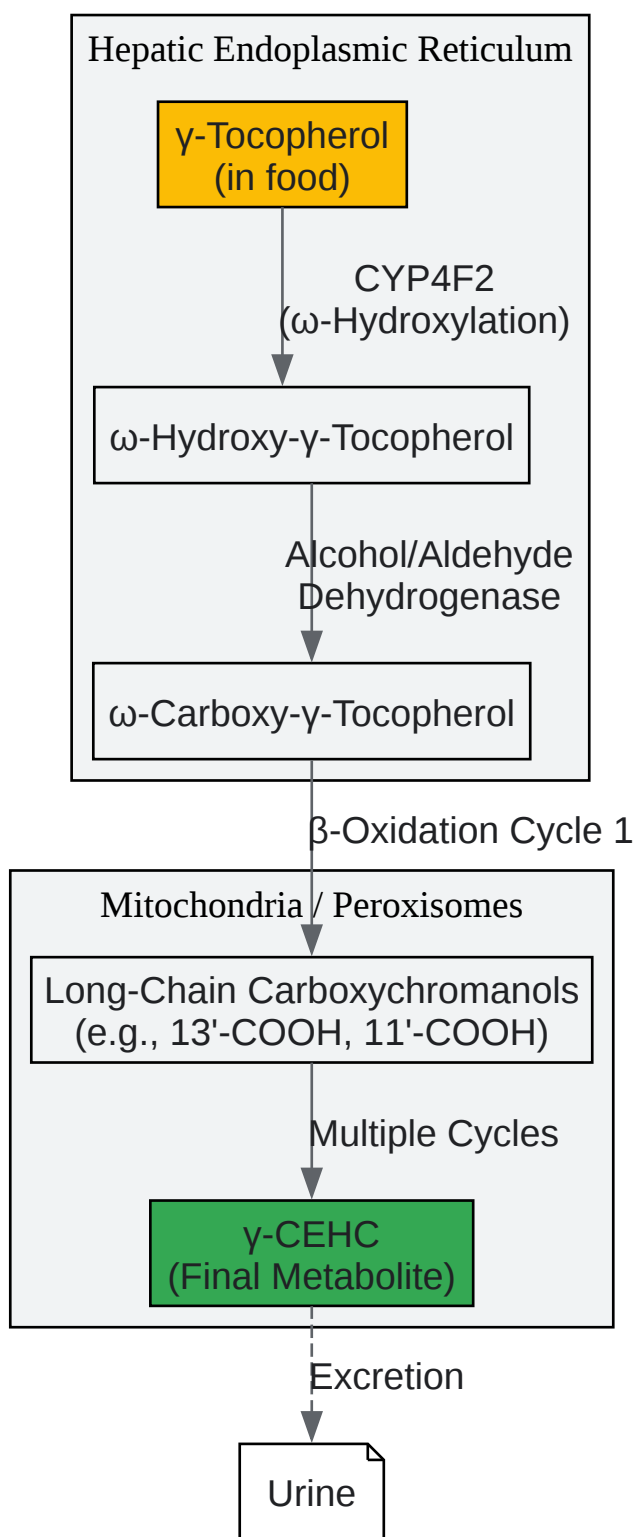 Hepatic Endoplasmic Reticulum
γ-Tocopherol
(in food)
CYP4F2
(ω-Hydroxylation)
ω-Hydroxy-γ-Tocopherol
Alcohol/Aldehyde
Dehydrogenase
ω-Carboxy-γ-Tocopherol
β-Oxidation Cycle 1
Mitochondria / Peroxisomes
Long-Chain Carboxychromanols
(e.g., 13'-COOH, 11'-COOH)
Multiple Cycles
γ-CEHC
(Final Metabolite)
Excretion
Urine